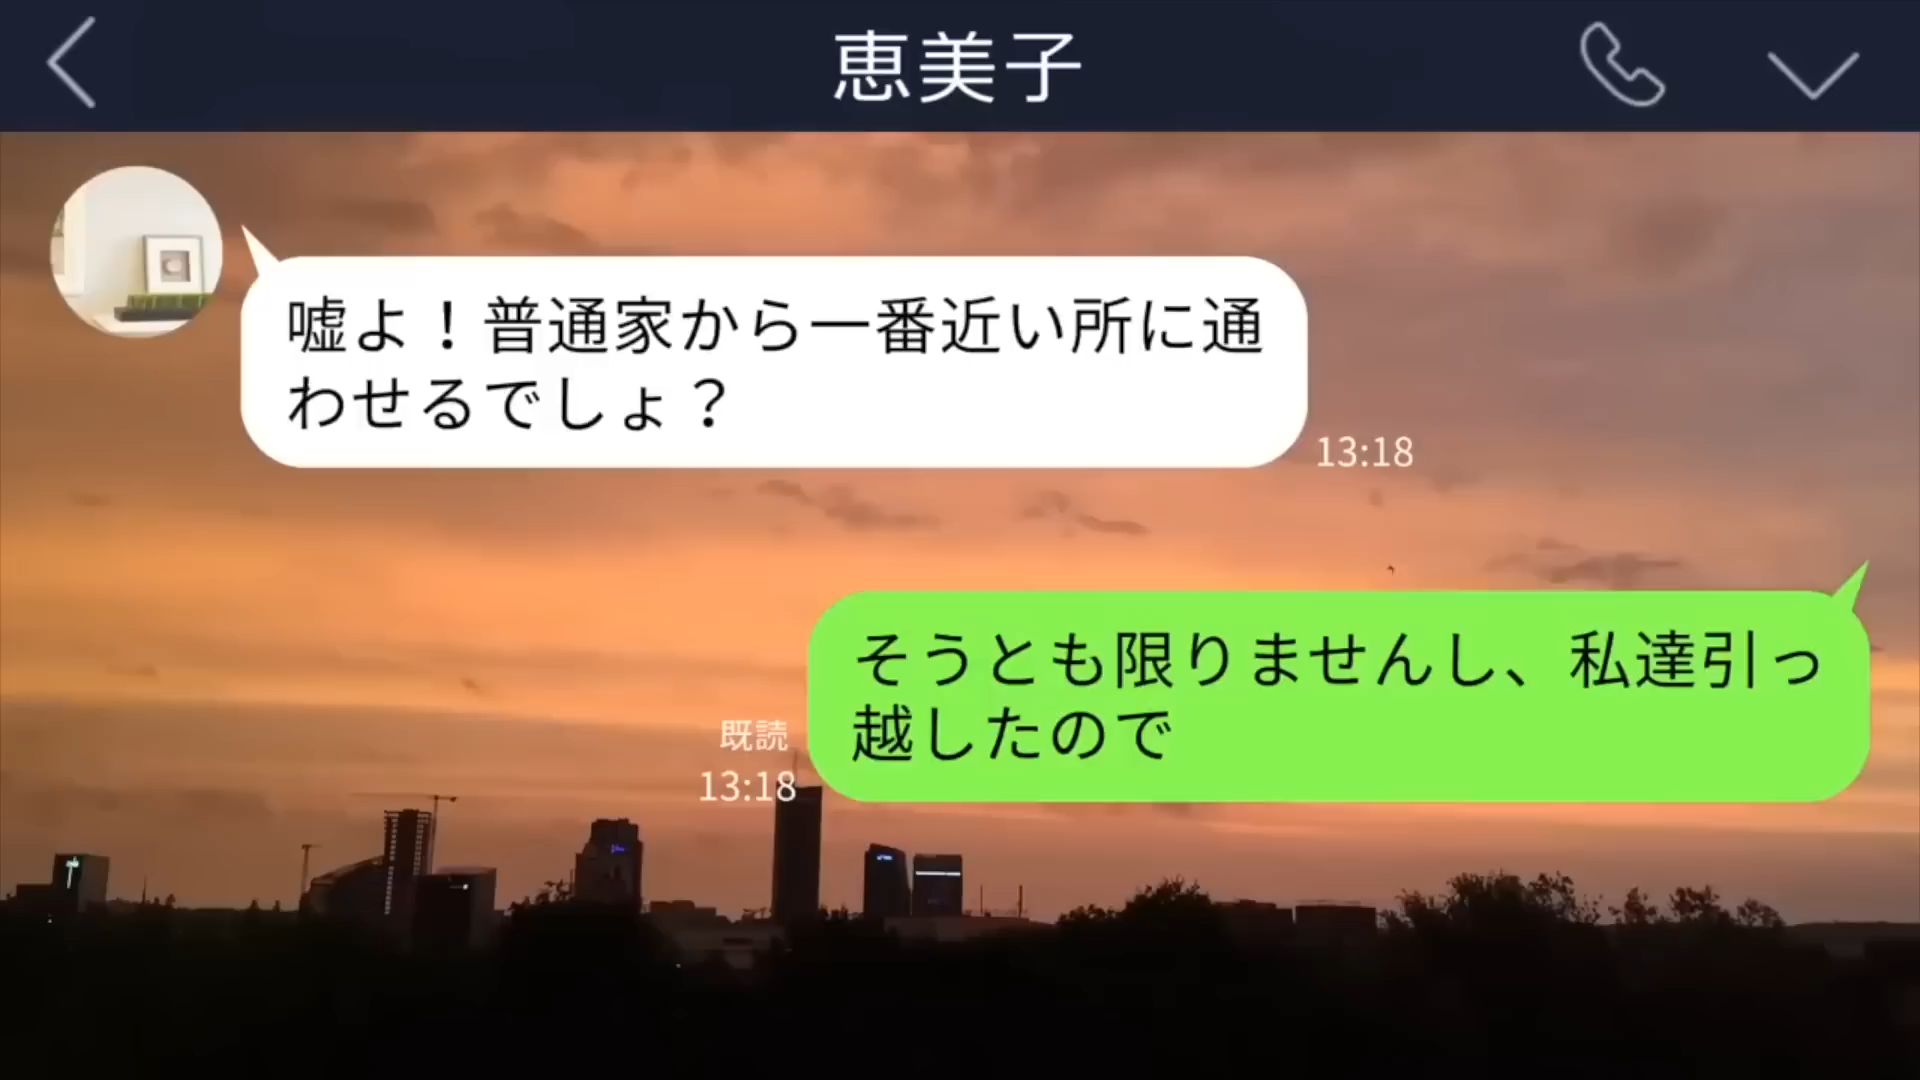 恵美子
嘘よ！普通家から一番近い所に通
わせるでしょ？
13:18
そうとも限りませんし、私達引っ
越したので
既読
13:18